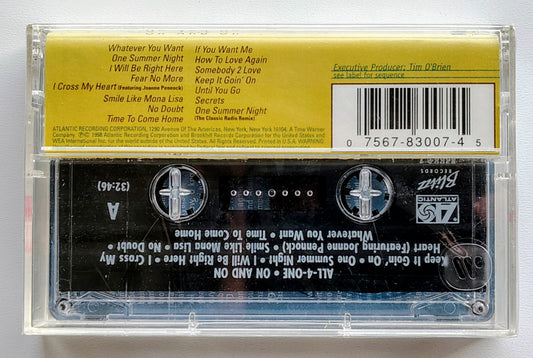 Whatever You Want
One Summer Night
I Will Be Right Here
Fear No More
I Cross My Heart (Featuring Joanne Pennock)
Smile Like Mona Lisa
No Doubt
Time To Come Home
If You Want Me
How To Love Again
Somebody 2 Love
Keep It Goin' On
Until You Go
Secrets
One Summer Night
(The Classic Radio Remix)
Executive Producer: Tim O'Brien
see label for sequence
ATLANTIC RECORDING CORPORATION, 1290 Avenue Of The Americas, New York, New York 10104. A Time Warner
Company. ℗© 1998 Atlantic Recording Corporation and Brookhill Records Corporation for the United States and
WEA International Inc. for the world outside of the United States. All Rights Reserved. Printed in U.S.A. WARNING:
0 7567-83007-4 5
ALL-4-ONE • ON AND ON
Keep It Goin' On • One Summer Night • I Will Be Right Here • I Cross My
Heart (Featuring Joanne Pennock) • Smile Like Mona Lisa • No Doubt •
Whatever You Want • Time To Come Home
ATLANTIC
Blitzz
RECORDS
A
(32:46)